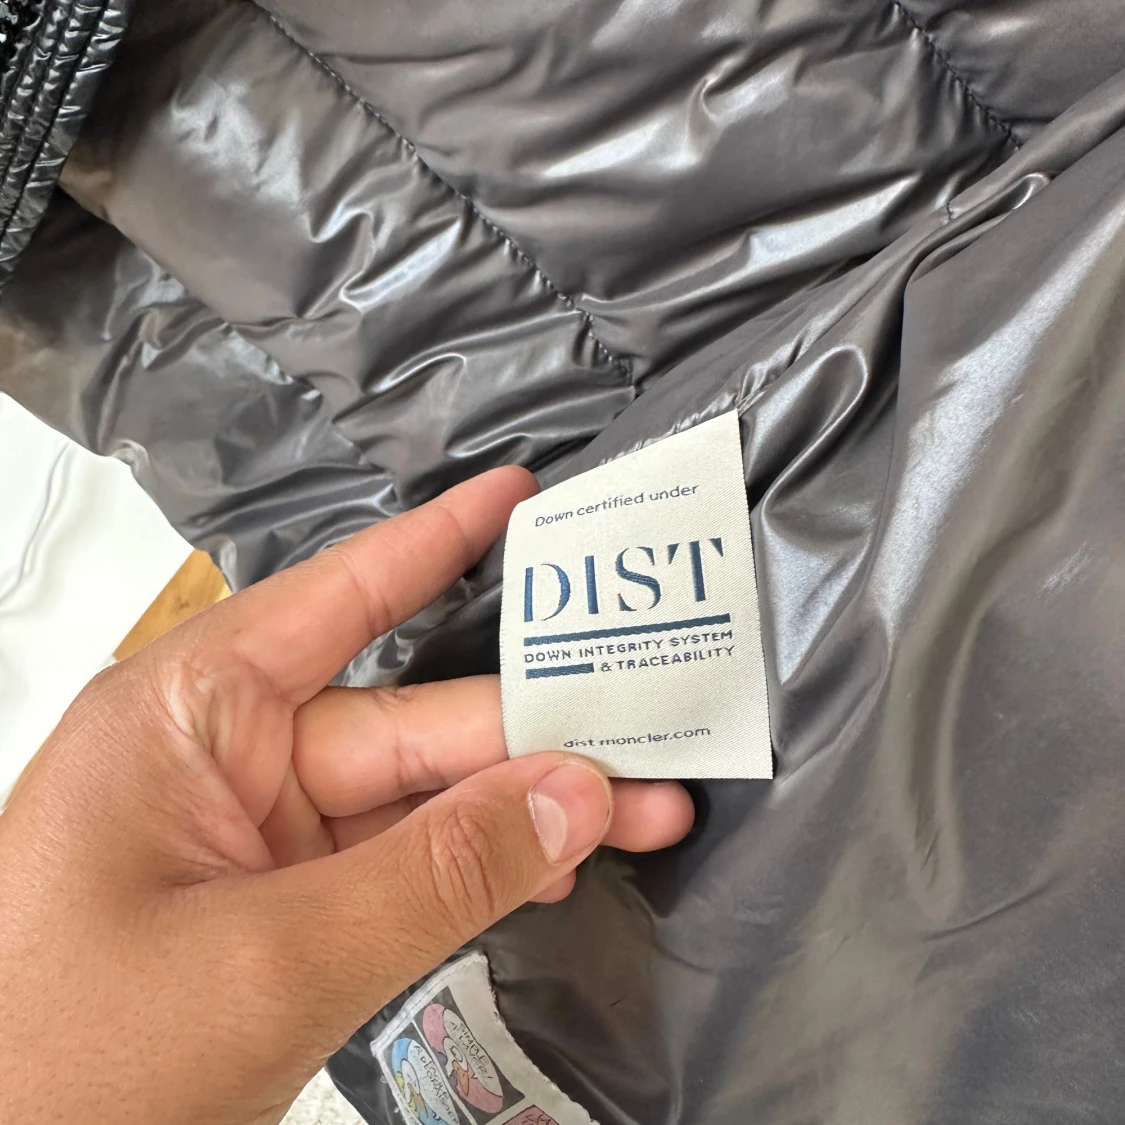 Down certified under
DIST
DOWN INTEGRITY SYSTEM
& TRACEABILITY
dist.moncler.com